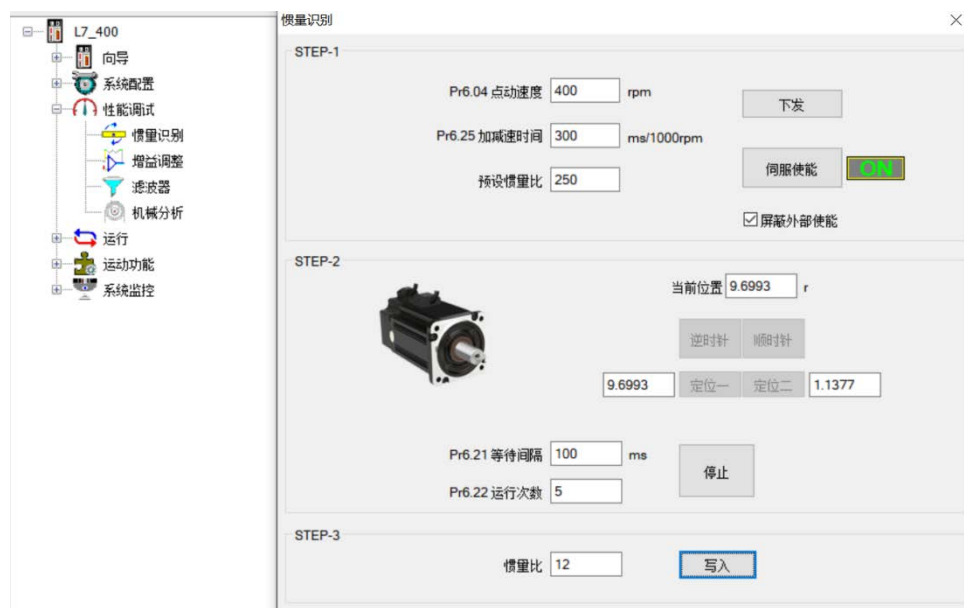 L7_400
向导
系统配置
性能调试
惯量识别
增益调整
滤波器
机械分析
运行
运动功能
系统监控
惯量识别
STEP-1
Pr6.04 点动速度 400 rpm
下发
Pr6.25 加减速时间 300 ms/1000rpm
预设惯量比 250
伺服使能 ON
屏蔽外部使能
STEP-2
当前位置 9.6993 r
逆时针 顺时针
9.6993 定位一 定位二 1.1377
Pr6.21 等待间隔 100 ms
停止
Pr6.22 运行次数 5
STEP-3
惯量比 12 写入